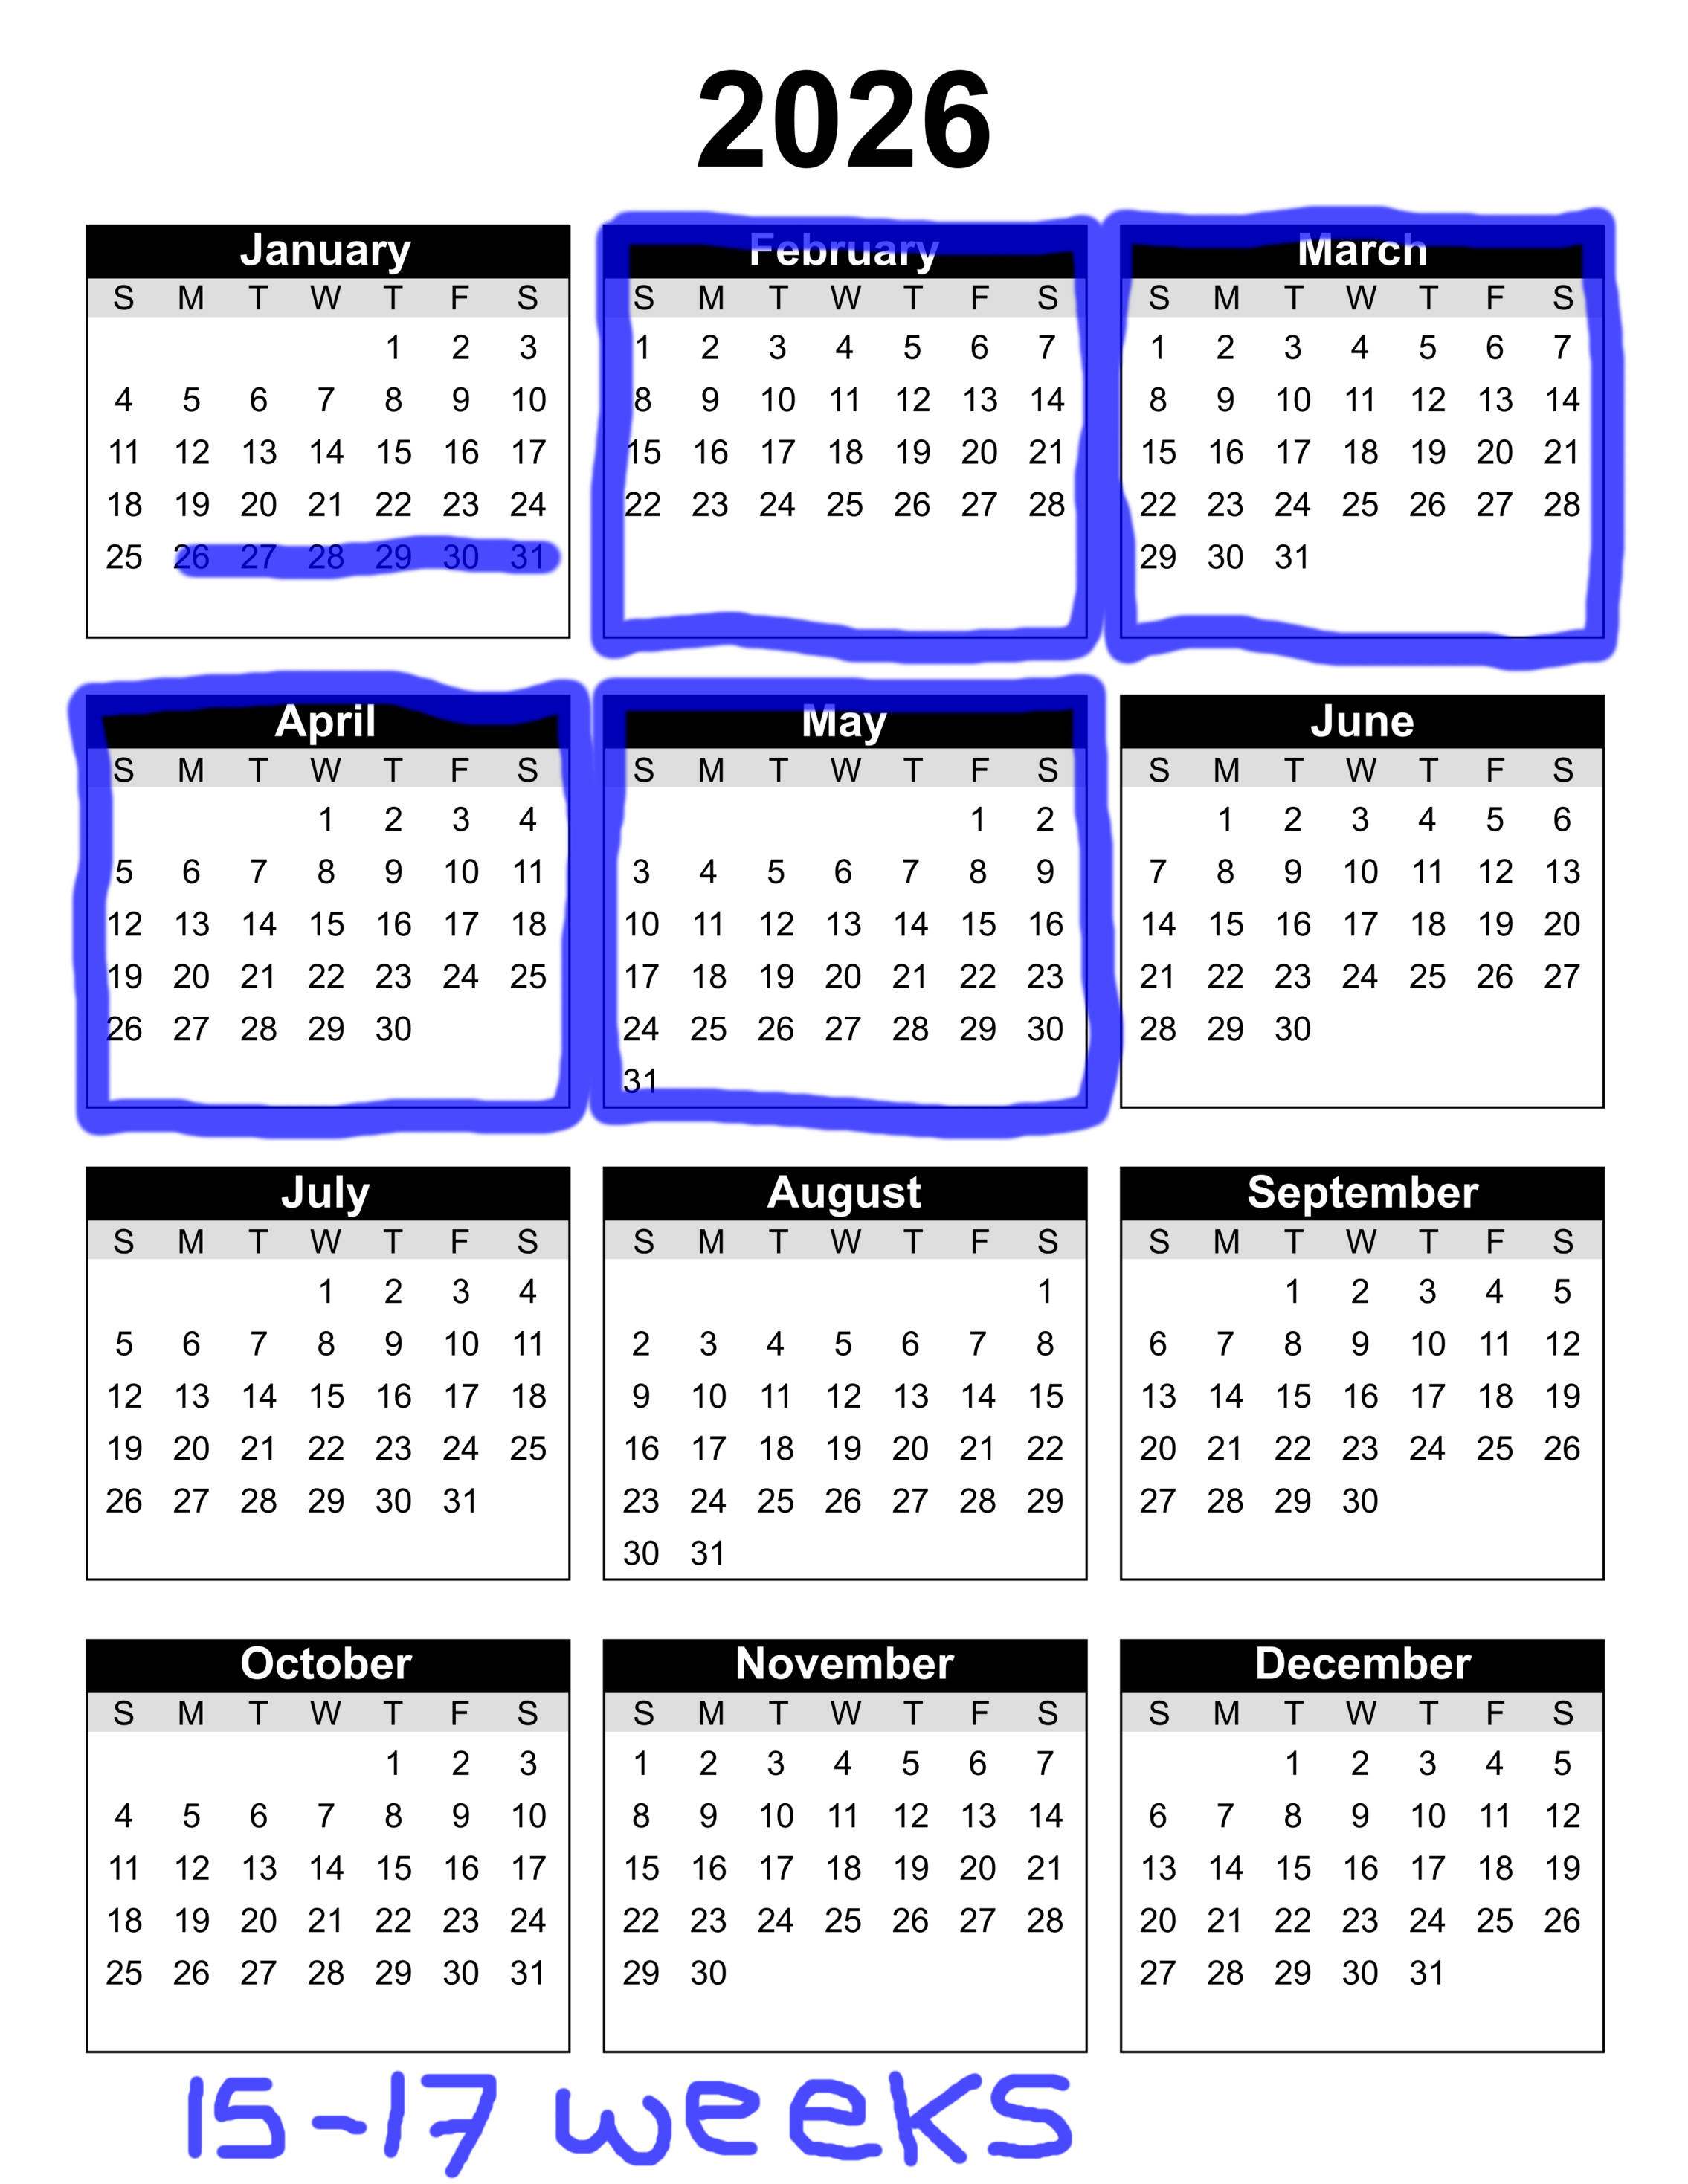 2026
January February March
S M T W T F S S M T W T F S S M T W T F S
1 2 3 1 2 3 4 5 6 7 1 2 3 4 5 6 7
4 5 6 7 8 9 10 8 9 10 11 12 13 14 8 9 10 11 12 13 14
11 12 13 14 15 16 17 15 16 17 18 19 20 21 15 16 17 18 19 20 21
18 19 20 21 22 23 24 22 23 24 25 26 27 28 22 23 24 25 26 27 28
25 26 27 28 29 30 31 29 30 31
April May June
S M T W T F S S M T W T F S S M T W T F S
1 2 3 4 1 2 1 2 3 4 5 6
5 6 7 8 9 10 11 3 4 5 6 7 8 9 7 8 9 10 11 12 13
12 13 14 15 16 17 18 10 11 12 13 14 15 16 14 15 16 17 18 19 20
19 20 21 22 23 24 25 17 18 19 20 21 22 23 21 22 23 24 25 26 27
26 27 28 29 30 24 25 26 27 28 29 30 28 29 30
31
July August September
S M T W T F S S M T W T F S S M T W T F S
1 2 3 4 1 1 2 3 4 5
5 6 7 8 9 10 11 2 3 4 5 6 7 8 6 7 8 9 10 11 12
12 13 14 15 16 17 18 9 10 11 12 13 14 15 13 14 15 16 17 18 19
19 20 21 22 23 24 25 16 17 18 19 20 21 22 20 21 22 23 24 25 26
26 27 28 29 30 31 23 24 25 26 27 28 29 27 28 29 30
30 31
October November December
S M T W T F S S M T W T F S S M T W T F S
1 2 3 1 2 3 4 5 6 7 1 2 3 4 5
4 5 6 7 8 9 10 8 9 10 11 12 13 14 6 7 8 9 10 11 12
11 12 13 14 15 16 17 15 16 17 18 19 20 21 13 14 15 16 17 18 19
18 19 20 21 22 23 24 22 23 24 25 26 27 28 20 21 22 23 24 25 26
25 26 27 28 29 30 31 29 30 27 28 29 30 31
15-17 weeks